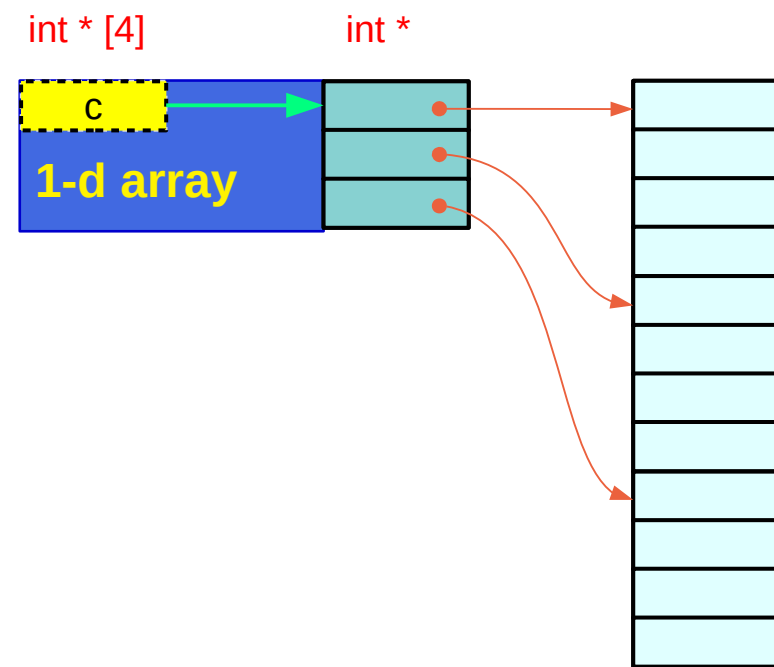 int * [4]
int *
c
1-d array